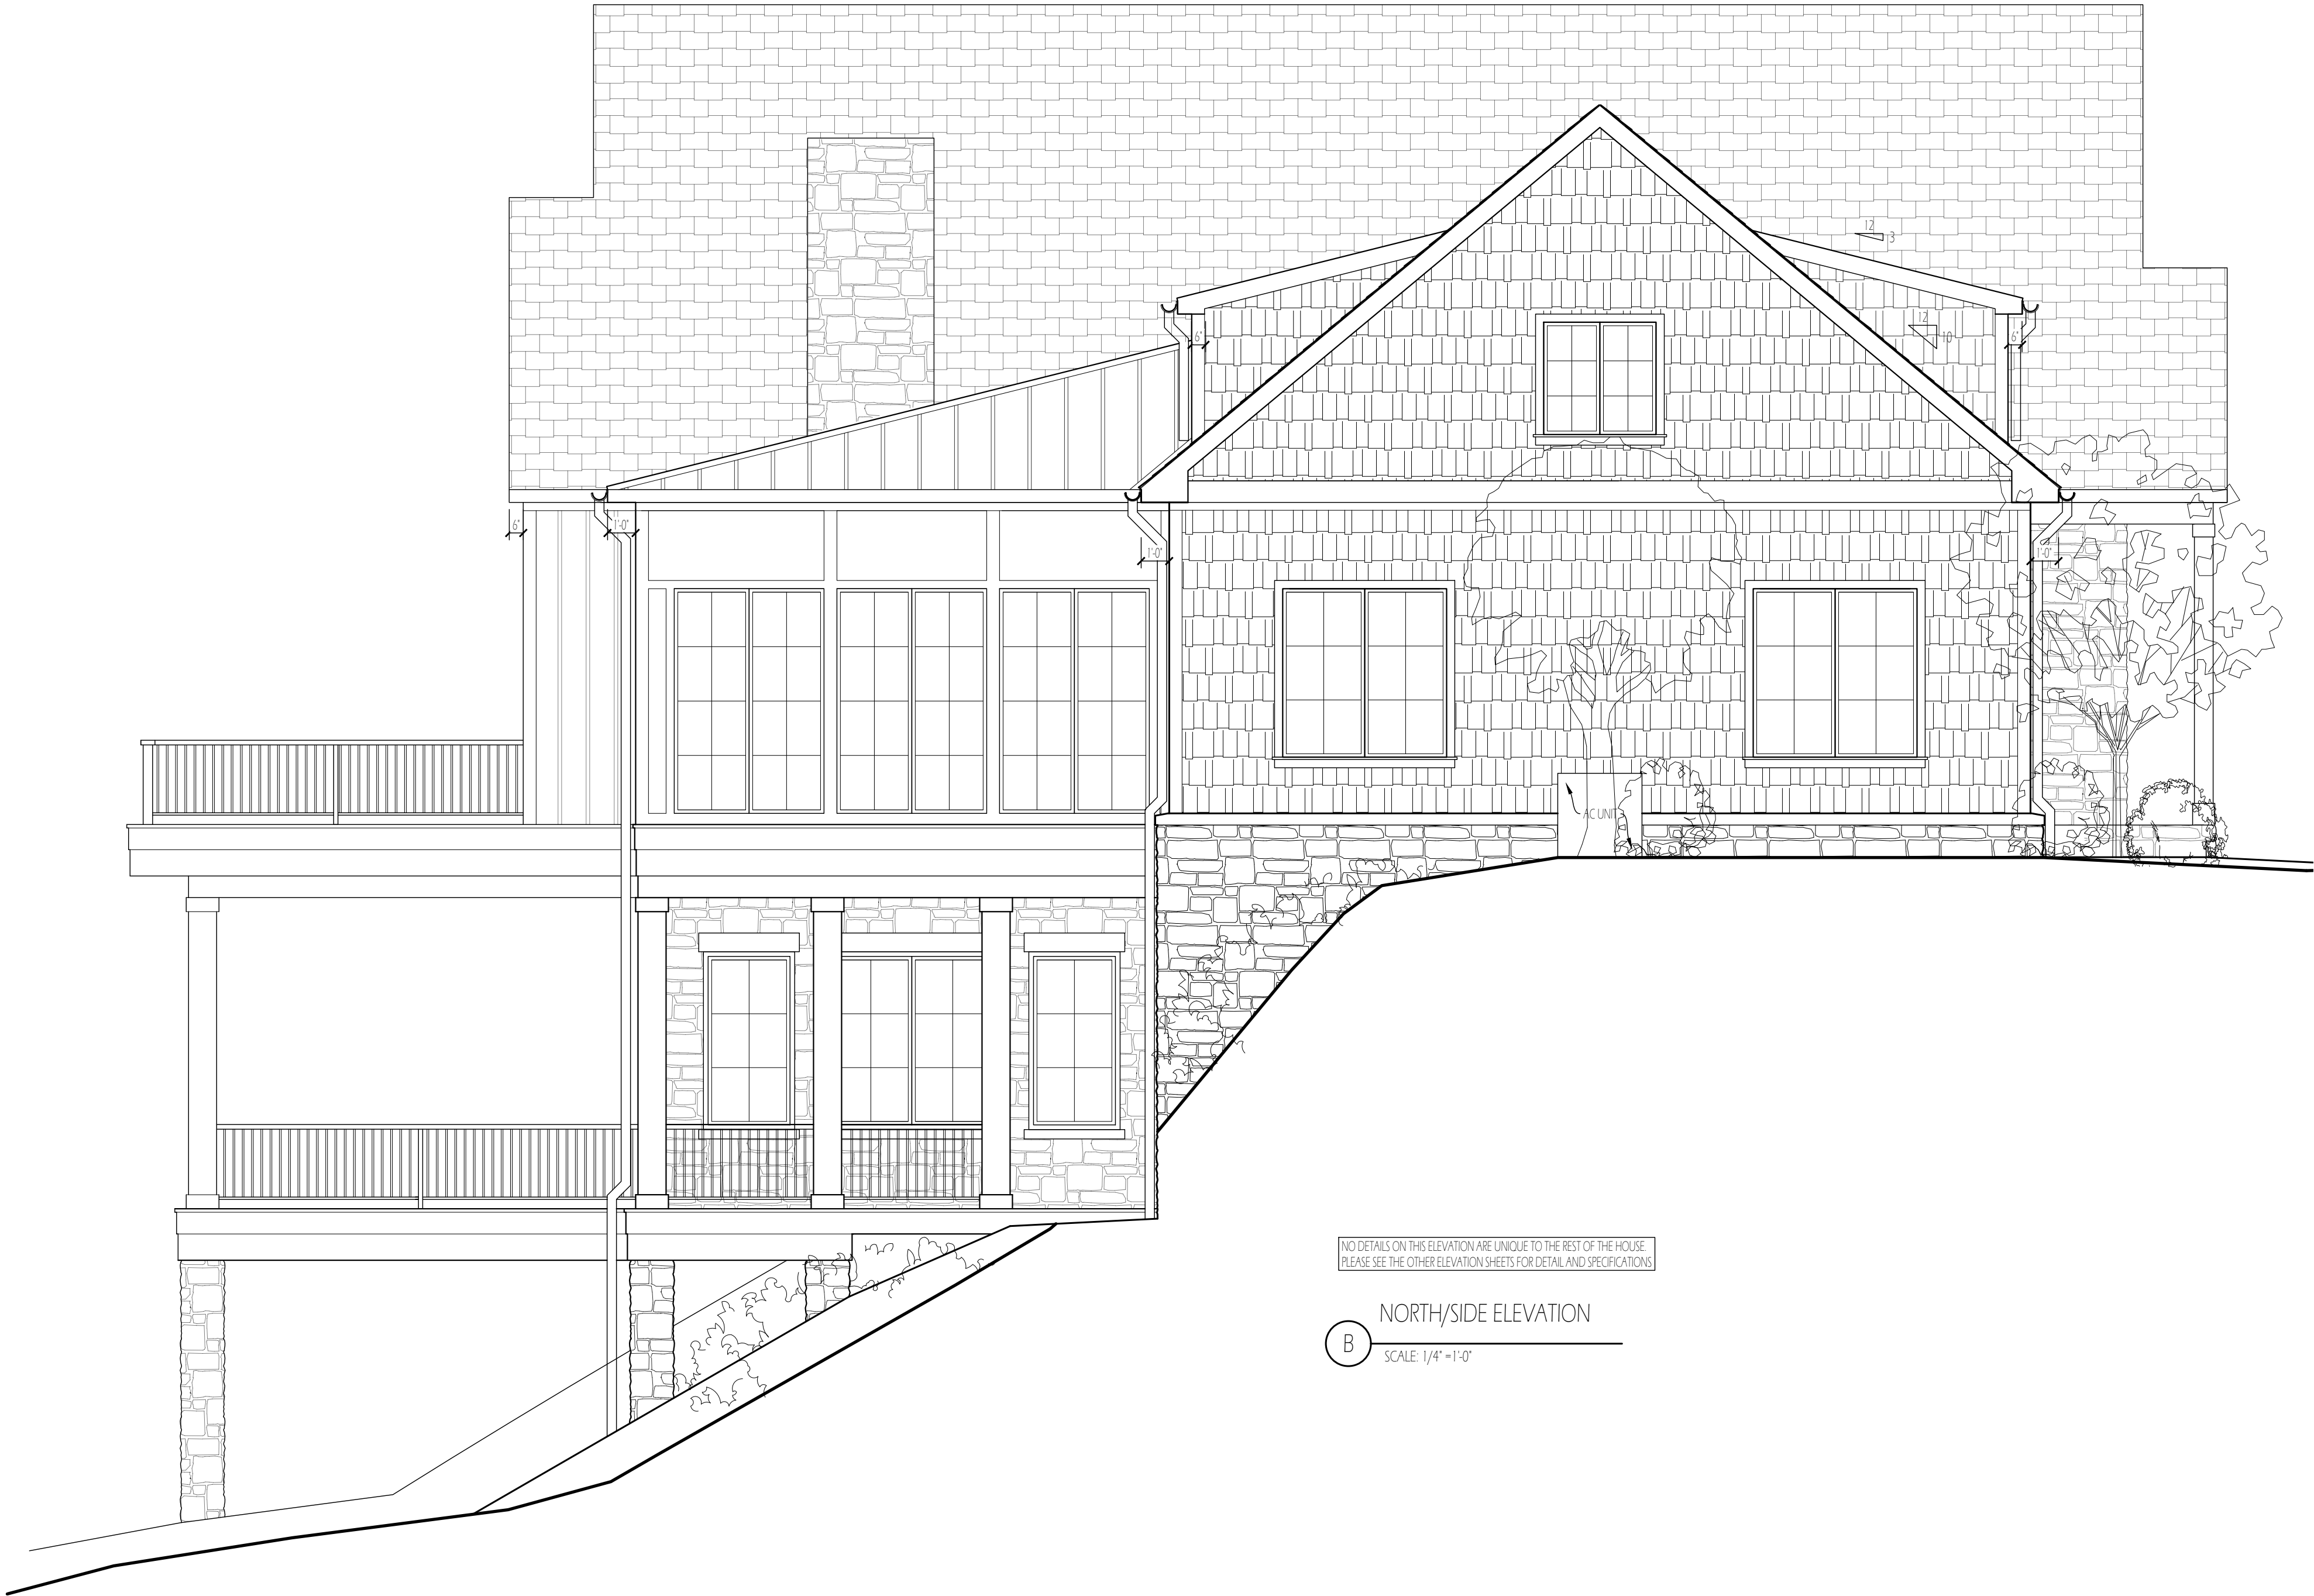 12
3
12
10
6"
6"
6"
1'-0"
1'-0"
1'-0"
AC UNIT
NO DETAILS ON THIS ELEVATION ARE UNIQUE TO THE REST OF THE HOUSE.
PLEASE SEE THE OTHER ELEVATION SHEETS FOR DETAIL AND SPECIFICATIONS
NORTH/SIDE ELEVATION
B
SCALE: 1/4" =1'-0"